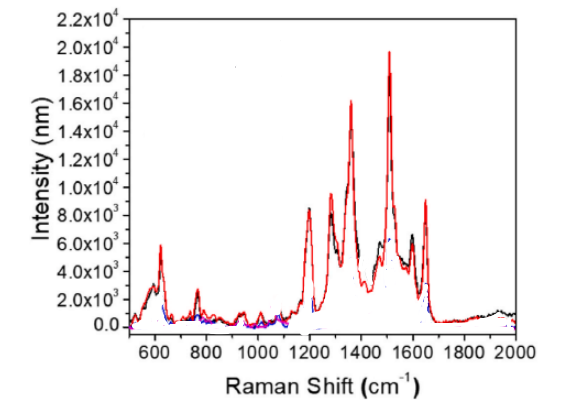 2.2x10⁴
2.0x10⁴
1.8x10⁴
1.6x10⁴
1.4x10⁴
1.2x10⁴
1.0x10⁴
8.0x10³
6.0x10³
4.0x10³
2.0x10³
0.0
Intensity (nm)
600 800 1000 1200 1400 1600 1800 2000
Raman Shift (cm⁻¹)